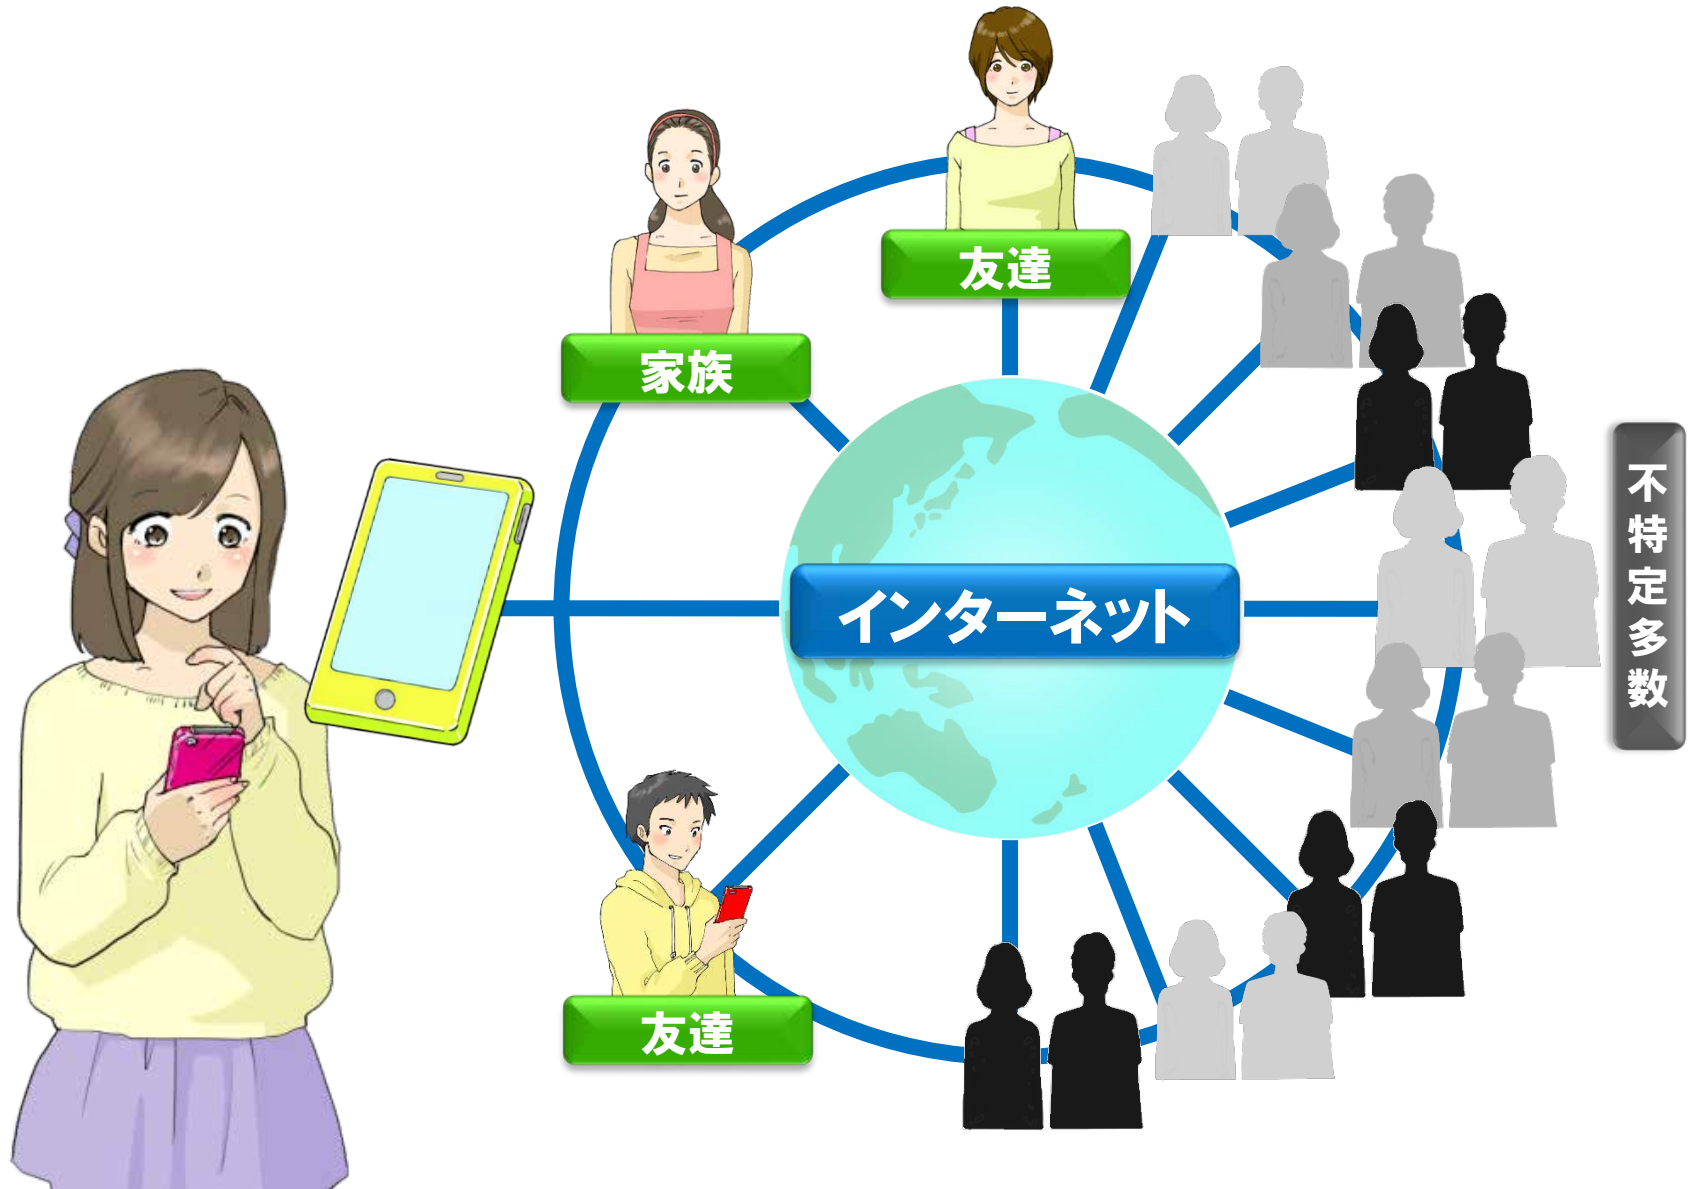 友達
家族
インターネット
不特定多数
友達